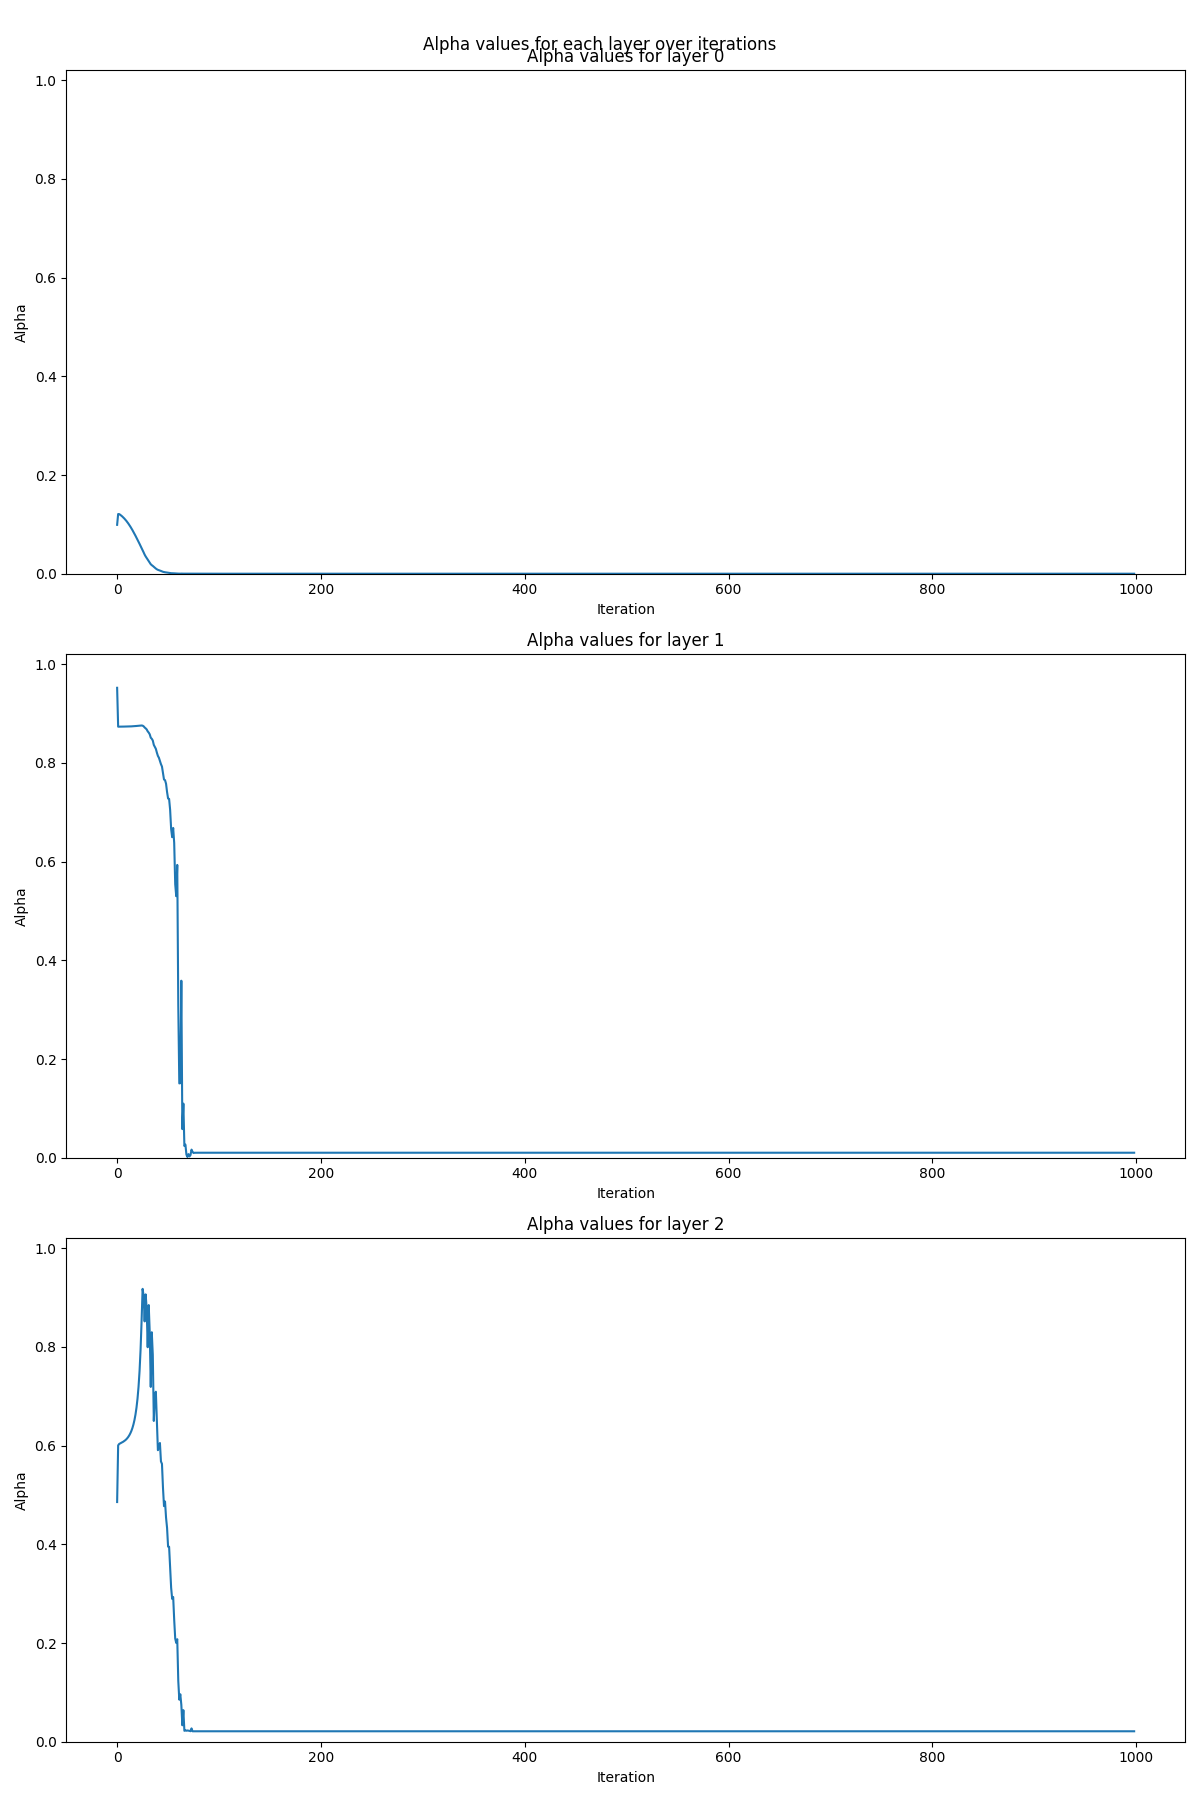 Alpha values for each layer over iterations
Alpha values for layer 0
1.0
0.8
0.6
0.4
0.2
0.0
Alpha
0 200 400 600 800 1000
Iteration
Alpha values for layer 1
1.0
0.8
0.6
0.4
0.2
0.0
Alpha
0 200 400 600 800 1000
Iteration
Alpha values for layer 2
1.0
0.8
0.6
0.4
0.2
0.0
Alpha
0 200 400 600 800 1000
Iteration